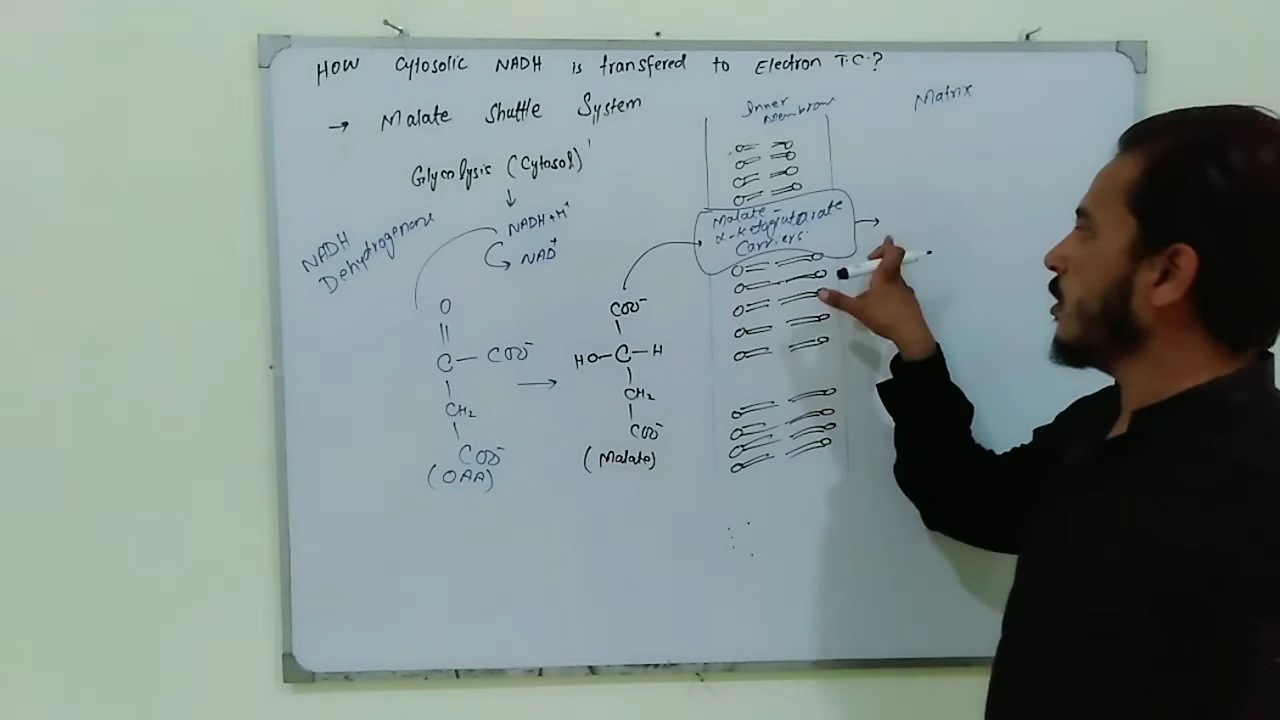 How Cytosolic NADH is transfered to Electron T.C.?
→ Malate Shuttle System
Glycolysis (Cytosol)
↓
NADH+H⁺
NAD⁺
NADH
Dehydrogenase
O
||
C — COO⁻
|
CH₂
|
COO⁻
(OAA)
→
COO⁻
|
HO—C—H
|
CH₂
|
COO⁻
(Malate)
Inner
Membrane
Malate-
α-ketoglutarate
Carriers
Matrix